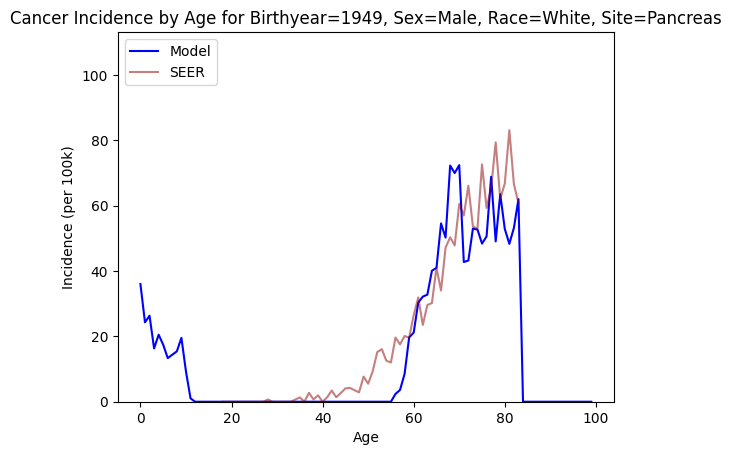 Cancer Incidence by Age for Birthyear=1949, Sex=Male, Race=White, Site=Pancreas
Model
SEER
100
80
60
40
20
0
Incidence (per 100k)
0 20 40 60 80 100
Age